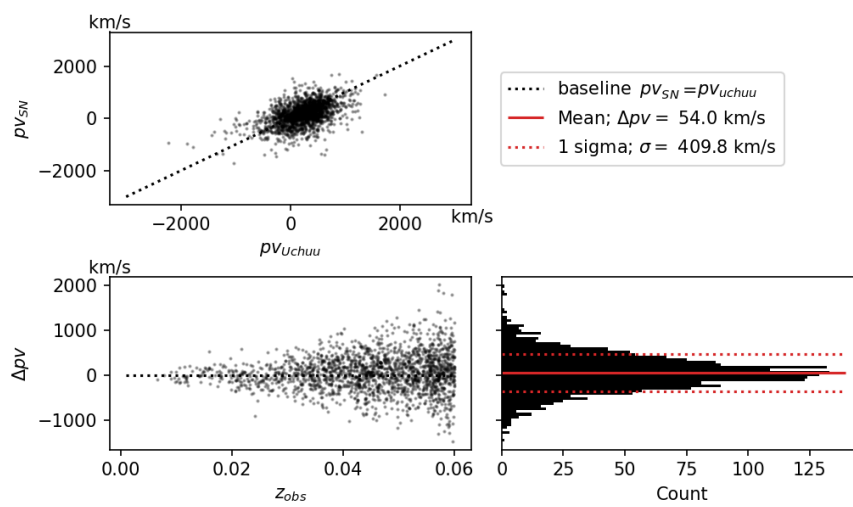 km/s
2000
0
−2000
pv_SN
−2000 0 2000
km/s
pv_Uchuu
baseline pv_SN=pv_uchuu
Mean; Δpv = 54.0 km/s
1 sigma; σ = 409.8 km/s
km/s
2000
1000
0
−1000
Δpv
0.00 0.02 0.04 0.06
z_obs
0 25 50 75 100 125
Count